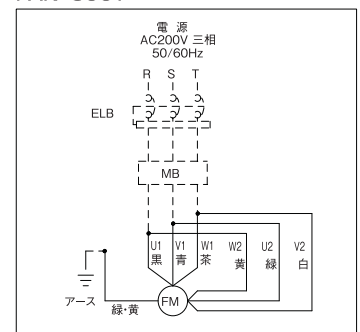 電 源
AC200V 三相
50/60Hz
R S T
ELB
MB
U1 V1 W1 W2 U2 V2
黒 青 茶 黄 緑 白
アース
緑・黄
FM